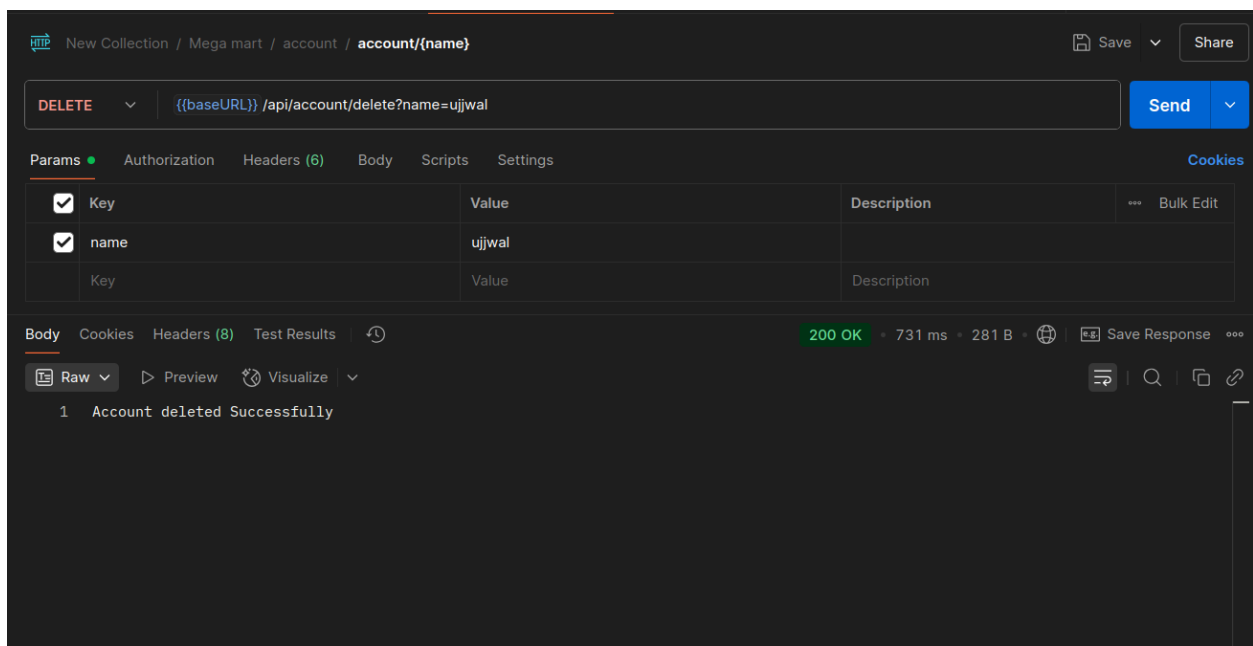 HTTP New Collection / Mega mart / account / account/{name} Save Share
DELETE {{baseURL}} /api/account/delete?name=ujjwal Send
Params Authorization Headers (6) Body Scripts Settings Cookies
Key Value Description Bulk Edit
name ujjwal
Key Value Description
Body Cookies Headers (8) Test Results 200 OK 731 ms 281 B e.g. Save Response
Raw Preview Visualize
1 Account deleted Successfully